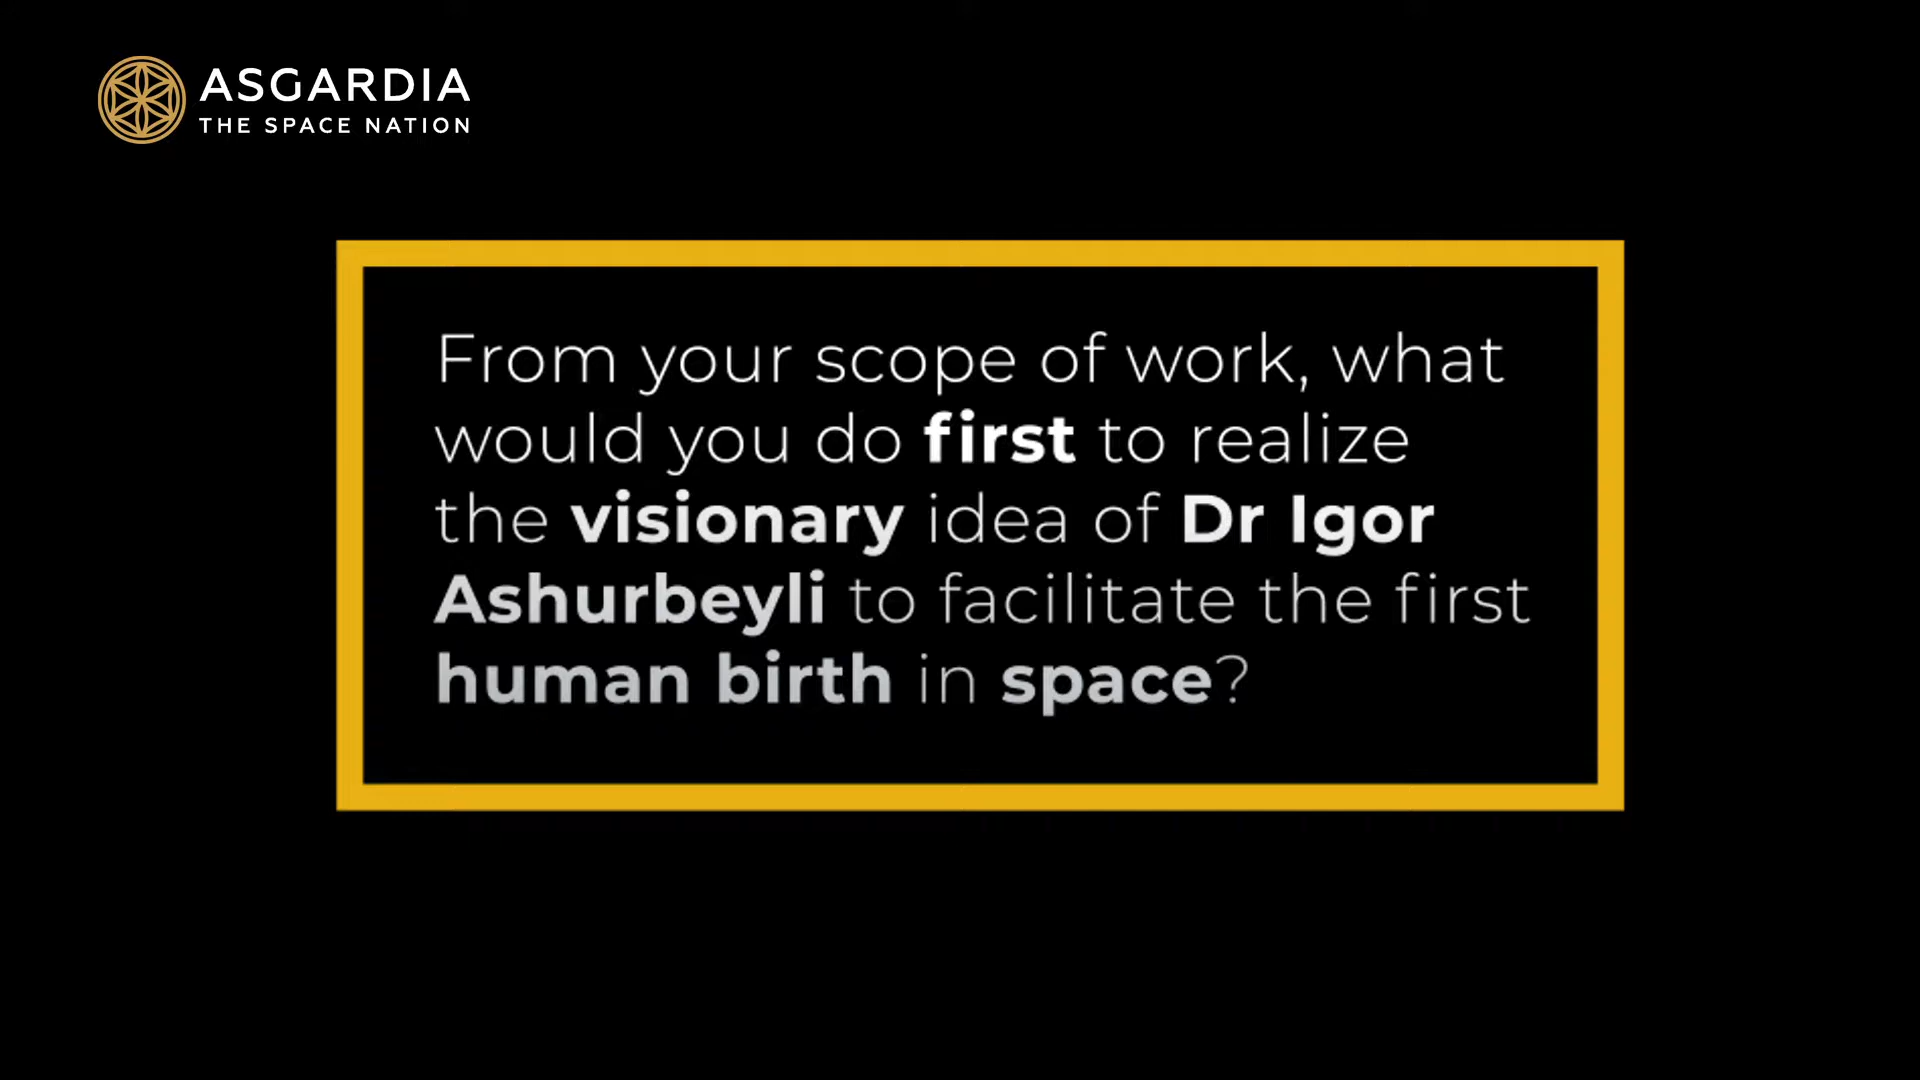 ASGARDIA
THE SPACE NATION
From your scope of work, what
would you do first to realize
the visionary idea of Dr Igor
Ashurbeyli to facilitate the first
human birth in space?